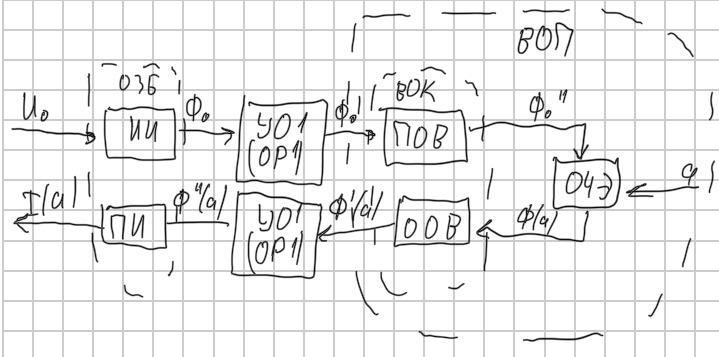 ВОП
ОЗБ
ВОК
U₀
ИИ
Φ₀
УО1
(ОР1)
Φ₀'
ПОВ
Φ₀"
ОЧЭ
a
I(a)
ПИ
Φ"(a)
УО1
(ОР1)
Φ'(a)
ООВ
Φ(a)